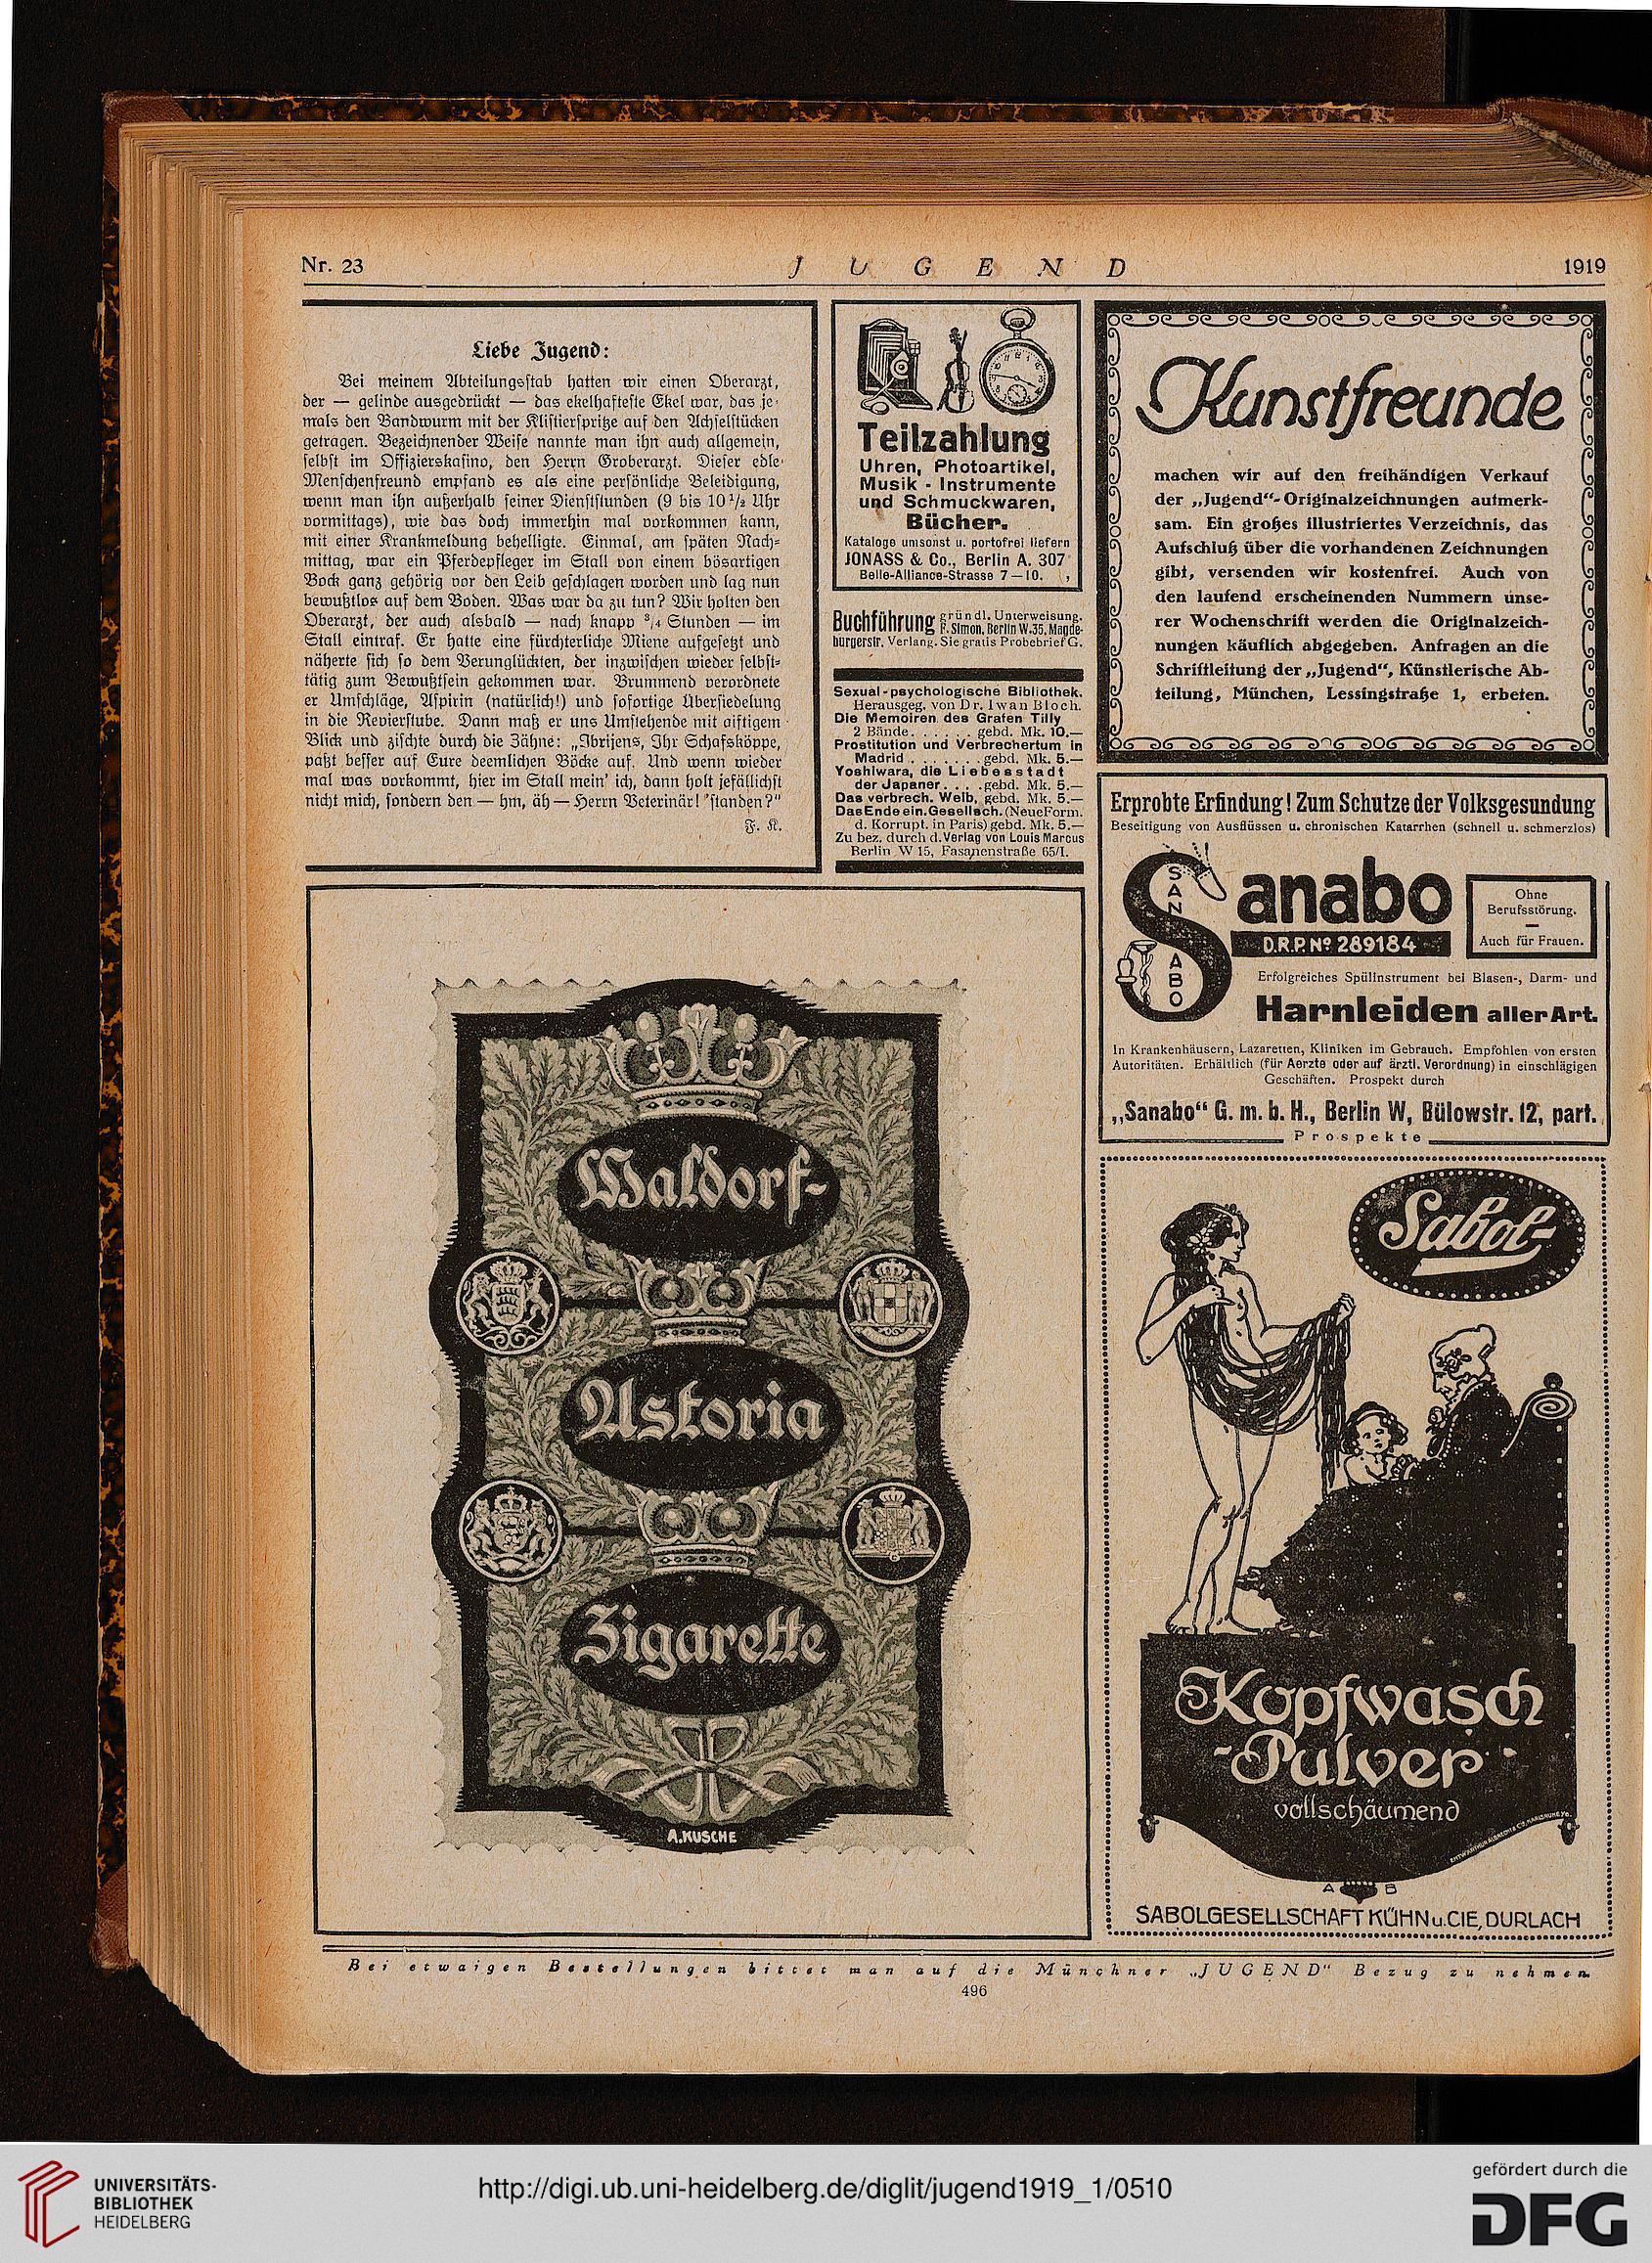 Nr. 23
JUGEND
1919
Liebe Jugend:
Bei meinem Abteilungsstab hatten wir einen Oberarzt,
der — gelinde ausgedrückt — das ekelhafteste Ekel war, das je-
mals den Bandwurm mit der Klistierspritze auf den Achselstücken
getragen. Bezeichnender Weise nannte man ihn auch allgemein,
selbst im Offizierskasino, den Herrn Groberarzt. Dieser edle
Menschenfreund empfand es als eine persönliche Beleidigung,
wenn man ihn außerhalb seiner Dienststunden (9 bis 10 1/2 Uhr
vormittags), wie das doch immerhin mal vorkommen kann,
mit einer Krankmeldung behelligte. Einmal, am späten Nach-
mittag, war ein Pferdepfleger im Stall von einem bösartigen
Bock ganz gehörig vor den Leib geschlagen worden und lag nun
bewußtlos auf dem Boden. Was war da zu tun? Wir holten den
Oberarzt, der auch alsbald — nach knapp 3/4 Stunden — im
Stall eintraf. Er hatte eine fürchterliche Miene aufgesetzt und
näherte sich so dem Verunglückten, der inzwischen wieder selbst-
tätig zum Bewußtsein gekommen war. Brummend verordnete
er Umschläge, Aspirin (natürlich!) und sofortige Übersiedelung
in die Revierstube. Dann maß er uns Umstehende mit giftigem
Blick und zischte durch die Zähne: „Ibrijens, Ihr Schafsköppe,
paßt besser auf Eure deemlichen Böcke auf. Und wenn wieder
mal was vorkommt, hier im Stall mein' ich, dann holt jefällichst
nicht mich, sondern den — hm, äh — Herrn Veterinär! 'standen?"
F. K.
Teilzahlung
Uhren, Photoartikel,
Musik - Instrumente
und Schmuckwaren,
Bücher.
Kataloge umsonst u. portofrei liefern
JONASS & Co., Berlin A. 307
Belle-Alliance-Strasse 7—10.
Buchführung gründl. Unterweisung.
F. Simon, Berlin W.35, Magde-
burgerstr. Verlang. Sie gratis Probebrief G.
Sexual-psychologische Bibliothek.
Herausgeg. von Dr. Iwan Bloch.
Die Memoiren des Grafen Tilly
2 Bände. . . . . . gebd. Mk. 10.—
Prostitution und Verbrechertum in
Madrid . . . . . . . gebd. Mk. 5.—
Yoshiwara, die Liebesstadt
der Japaner. . . . gebd. Mk. 5.—
Das verbrech. Weib, gebd. Mk. 5.—
Das Ende ein. Gesellsch. (Neue Form.
d. Korrupt. in Paris) gebd. Mk. 5.—
Zu bez. durch d. Verlag von Louis Marcus
Berlin W 15, Fasanenstraße 65/I.
Kunstfreunde
machen wir auf den freihändigen Verkauf
der „Jugend“-Originalzeichnungen aufmerk-
sam. Ein großes illustriertes Verzeichnis, das
Aufschluß über die vorhandenen Zeichnungen
gibt, versenden wir kostenfrei. Auch von
den laufend erscheinenden Nummern unse-
rer Wochenschrift werden die Originalzeich-
nungen käuflich abgegeben. Anfragen an die
Schriftleitung der „Jugend“, Künstlerische Ab-
teilung, München, Lessingstraße 1, erbeten.
Erprobte Erfindung! Zum Schutze der Volksgesundung
Beseitigung von Ausflüssen u. chronischen Katarrhen (schnell u. schmerzlos)
Sanabo
SANABO
D.R.P. No 289184
Ohne
Berufsstörung.
—
Auch für Frauen.
Erfolgreiches Spülinstrument bei Blasen-, Darm- und
Harnleiden aller Art.
In Krankenhäusern, Lazaretten, Kliniken im Gebrauch. Empfohlen von ersten
Autoritäten. Erhältlich (für Aerzte oder auf ärztl. Verordnung) in einschlägigen
Geschäften. Prospekt durch
„Sanabo“ G. m. b. H., Berlin W, Bülowstr. 12, part.
Prospekte
Waldorf-
Astoria
Zigarette
A. KUSCHE
Sabol-
Kopfwasch
-Pulver
vollschäumend
A B
SABOLGESELLSCHAFT KÜHN u. CIE, DURLACH
Bei etwaigen Bestellungen bittet man auf die Münchner „JUGEND" Bezug zu nehmen.
496
UNIVERSITÄTS-
BIBLIOTHEK
HEIDELBERG
http://digi.ub.uni-heidelberg.de/diglit/jugend1919_1/0510
gefördert durch die
DFG